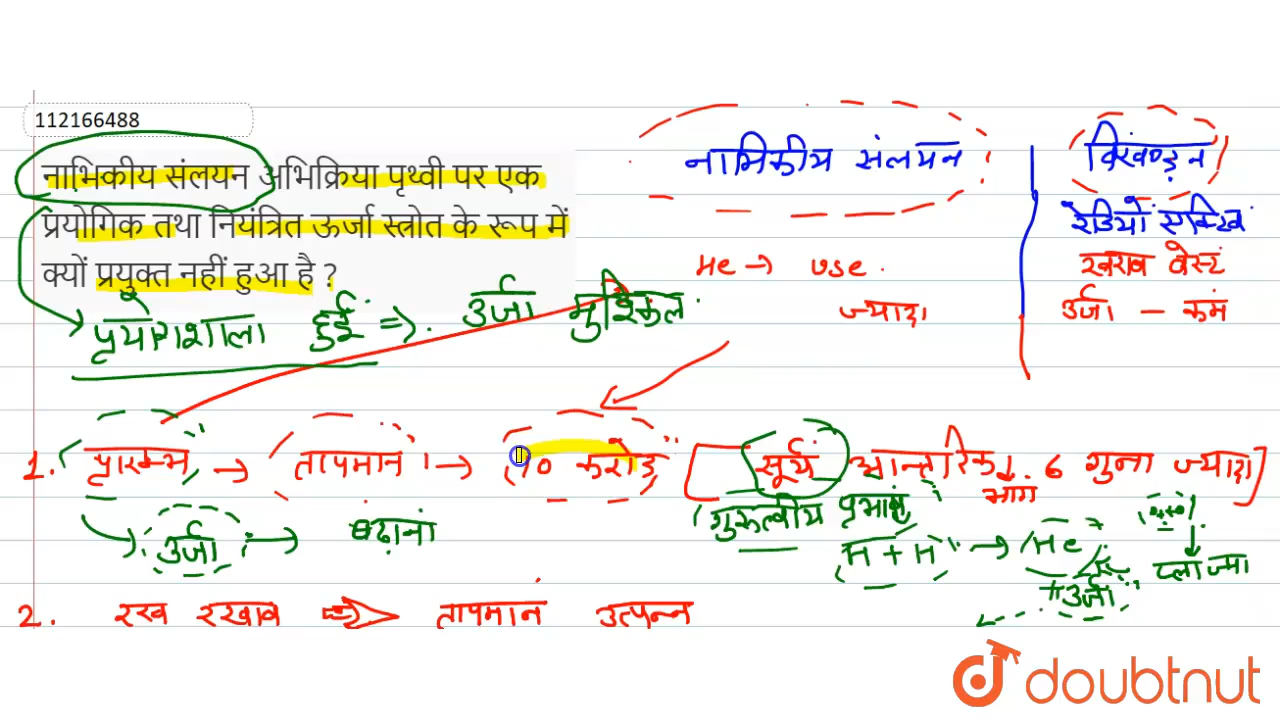 112166488
नाभिकीय संलयन अभिक्रिया पृथ्वी पर एक
प्रयोगिक तथा नियंत्रित ऊर्जा स्त्रोत के रूप में
क्यों प्रयुक्त नहीं हुआ है ?
प्रयोगशाला हुई => ऊर्जा मुश्किल
नाभिकीय संलयन
He → use
ज्यादा
विखण्डन
रेडियो एक्टिव
खराब वेस्ट
ऊर्जा - कम
1. प्रारम्भ → तापमान → 10 करोड़ [सूर्य आन्तरिक भाग 6 गुना ज्यादा]
ऊर्जा → बढ़ाना
गुरुत्वीय प्रभाव
H + H → He
+ ऊर्जा
प्लाज्मा
2. रख रखाव => तापमान उत्पन्न
doubtnut